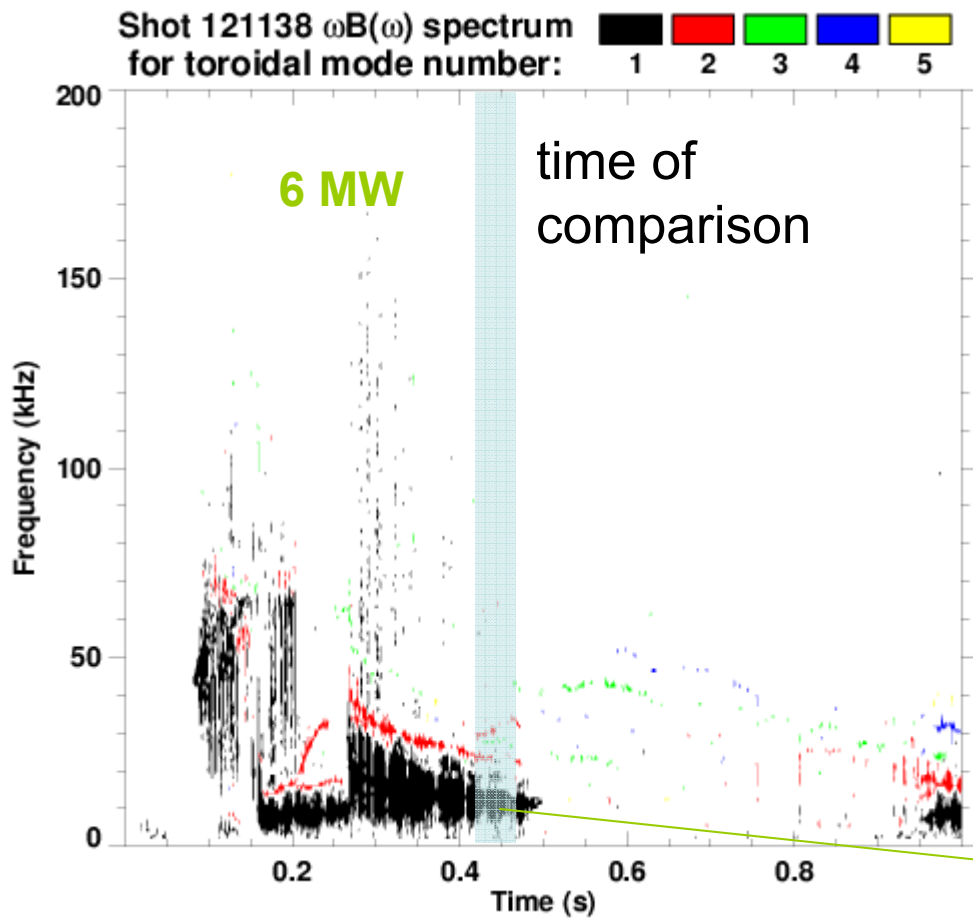 Shot 121138 ωB(ω) spectrum
for toroidal mode number:
1 2 3 4 5
200
150
100
50
0
Frequency (kHz)
6 MW
time of
comparison
0.2 0.4 0.6 0.8
Time (s)